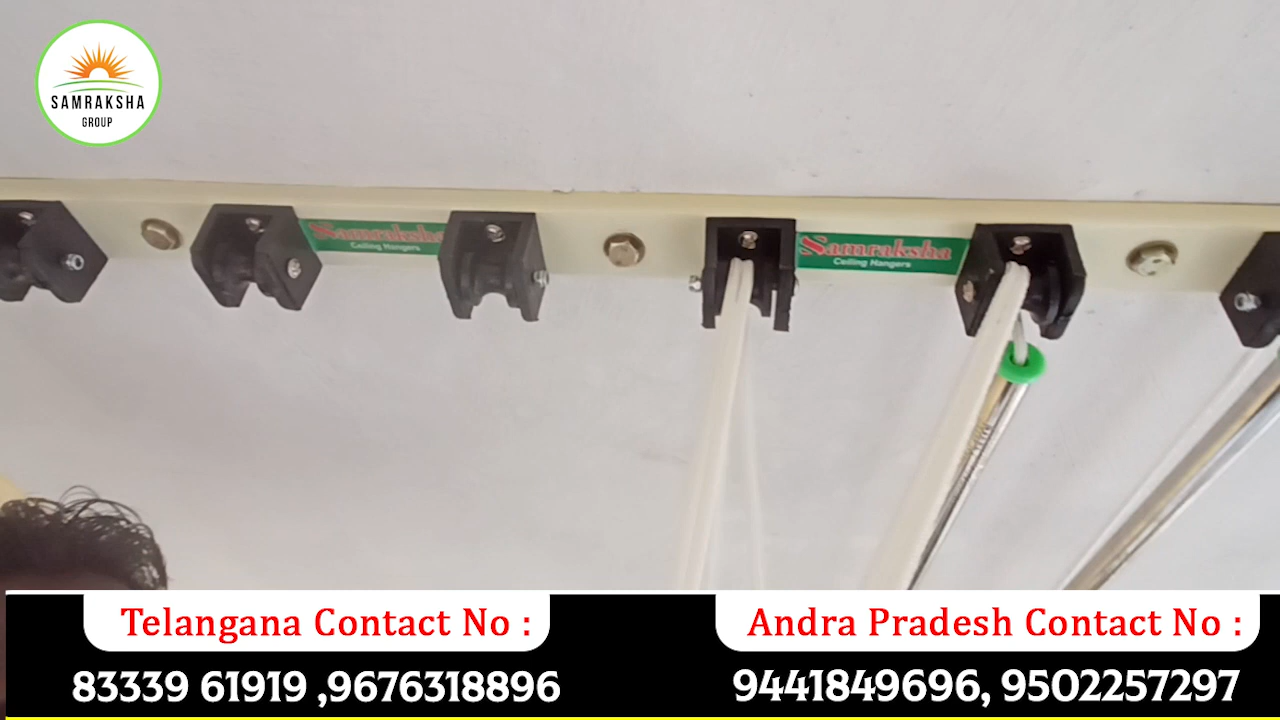 SAMRAKSHA
GROUP
Samraksha
Ceiling Hangers
Samraksha
Ceiling Hangers
Telangana Contact No :
83339 61919 ,9676318896
Andra Pradesh Contact No :
9441849696, 9502257297